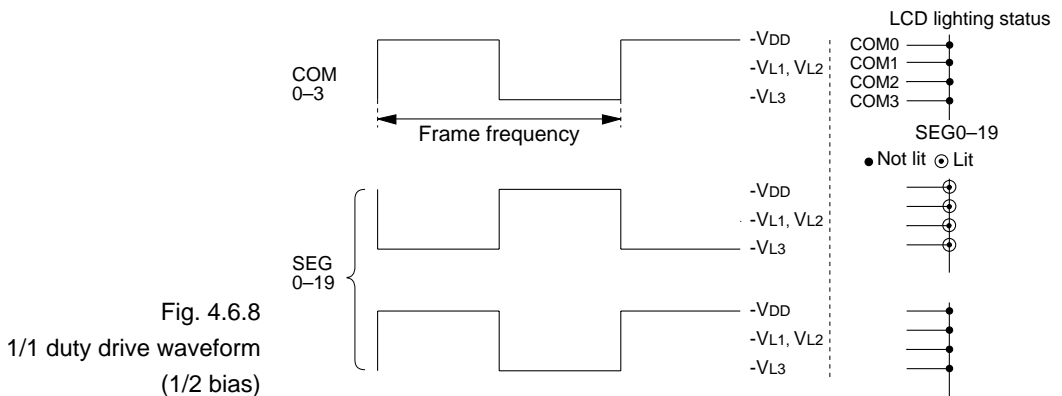 LCD lighting status
COM
0–3
-VDD
-VL1, VL2
-VL3
Frame frequency
COM0
COM1
COM2
COM3
SEG0–19
Not lit Lit
SEG
0–19
-VDD
-VL1, VL2
-VL3
-VDD
-VL1, VL2
-VL3
Fig. 4.6.8
1/1 duty drive waveform
(1/2 bias)